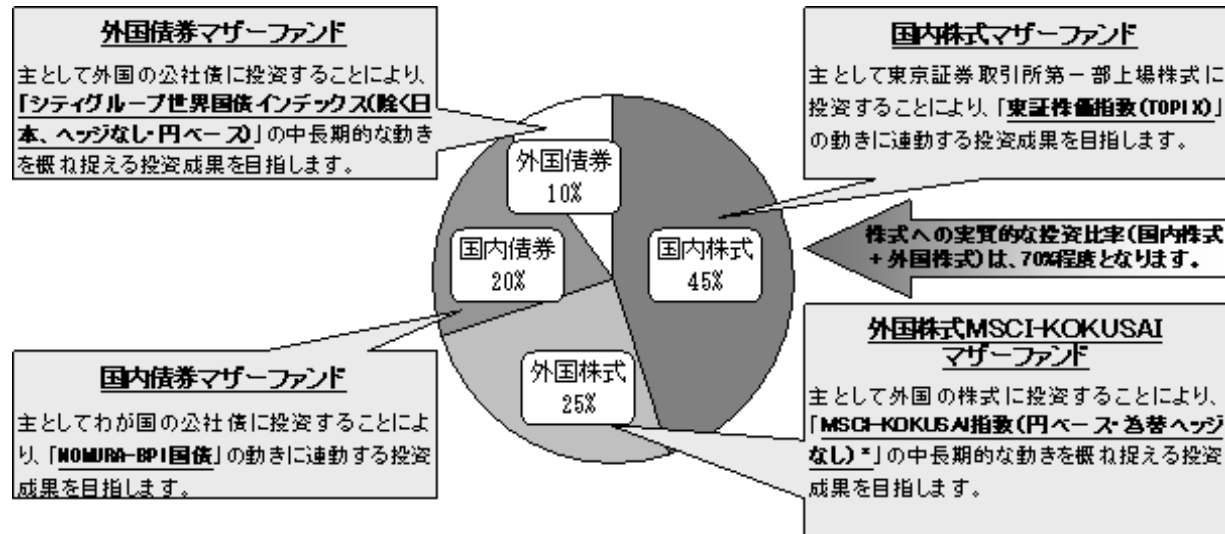 外国債券マザーファンド
主として外国の公社債に投資することにより、
「シティグループ世界国債インデックス(除く日
本、ヘッジなし・円ベース)」の中長期的な動き
を概ね捉える投資成果を目指します。
国内株式マザーファンド
主として東京証券取引所第一部上場株式に
投資することにより、「東証株価指数(TOPIX)」
の動きに連動する投資成果を目指します。
外国債券
10%
国内債券
20%
国内株式
45%
外国株式
25%
株式への実質的な投資比率(国内株式
+外国株式)は、70%程度となります。
国内債券マザーファンド
主としてわが国の公社債に投資することによ
り、「NOMURA-BPI国債」の動きに連動する投資
成果を目指します。
外国株式MSCI-KOKUSAI
マザーファンド
主として外国の株式に投資することにより、
「MSCI-KOKUSAI指数(円ベース・為替ヘッジ
なし)*」の中長期的な動きを概ね捉える投資
成果を目指します。